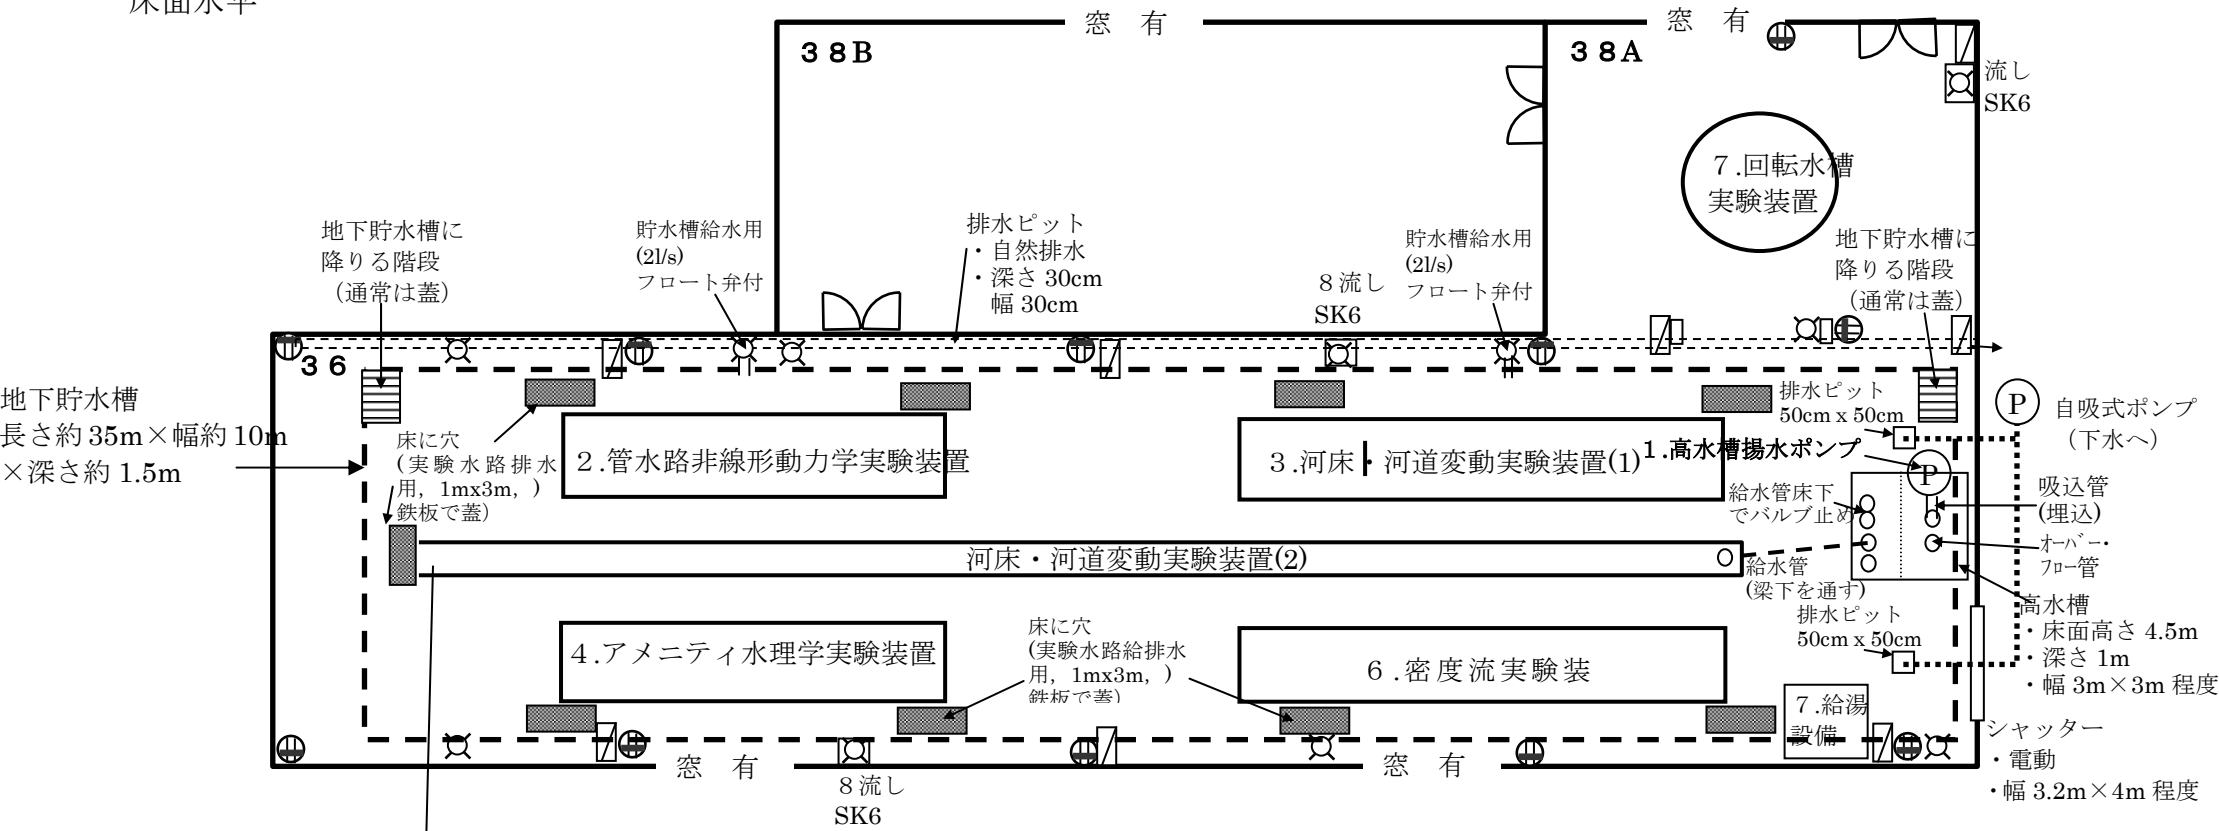 床面水平
窓　有
窓　有
３８B
３８A
流し
SK6
７.回転水槽
実験装置
地下貯水槽に
降りる階段
（通常は蓋）
貯水槽給水用
(2l/s)
フロート弁付
排水ピット
・自然排水
・深さ 30cm
幅 30cm
８流し
SK6
貯水槽給水用
(2l/s)
フロート弁付
地下貯水槽に
降りる階段
（通常は蓋）
３６
地下貯水槽
長さ約 35m×幅約 10m
×深さ約 1.5m
床に穴
(実験水路排水
用，1mx3m，)
鉄板で蓋）
２.管水路非線形動力学実験装置
３.河床・河道変動実験装置(1)
1.高水槽揚水ポンプ
排水ピット
50cm x 50cm
P
自吸式ポンプ
（下水へ）
P
給水管床下
でバルブ止め
吸込管
(埋込)
ｵｰﾊﾞｰ・
ﾌﾛｰ管
河床・河道変動実験装置(2)
給水管
(梁下を通す)
排水ピット
50cm x 50cm
高水槽
・床面高さ 4.5m
・深さ 1m
・幅 3m×3m 程度
４.アメニティ水理学実験装置
床に穴
(実験水路給排水
用，1mx3m，)
鉄板で蓋）
６.密度流実験装
７.給湯
設備
シャッター
・電動
・幅 3.2m×4m 程度
窓　有
窓　有
８流し
SK6